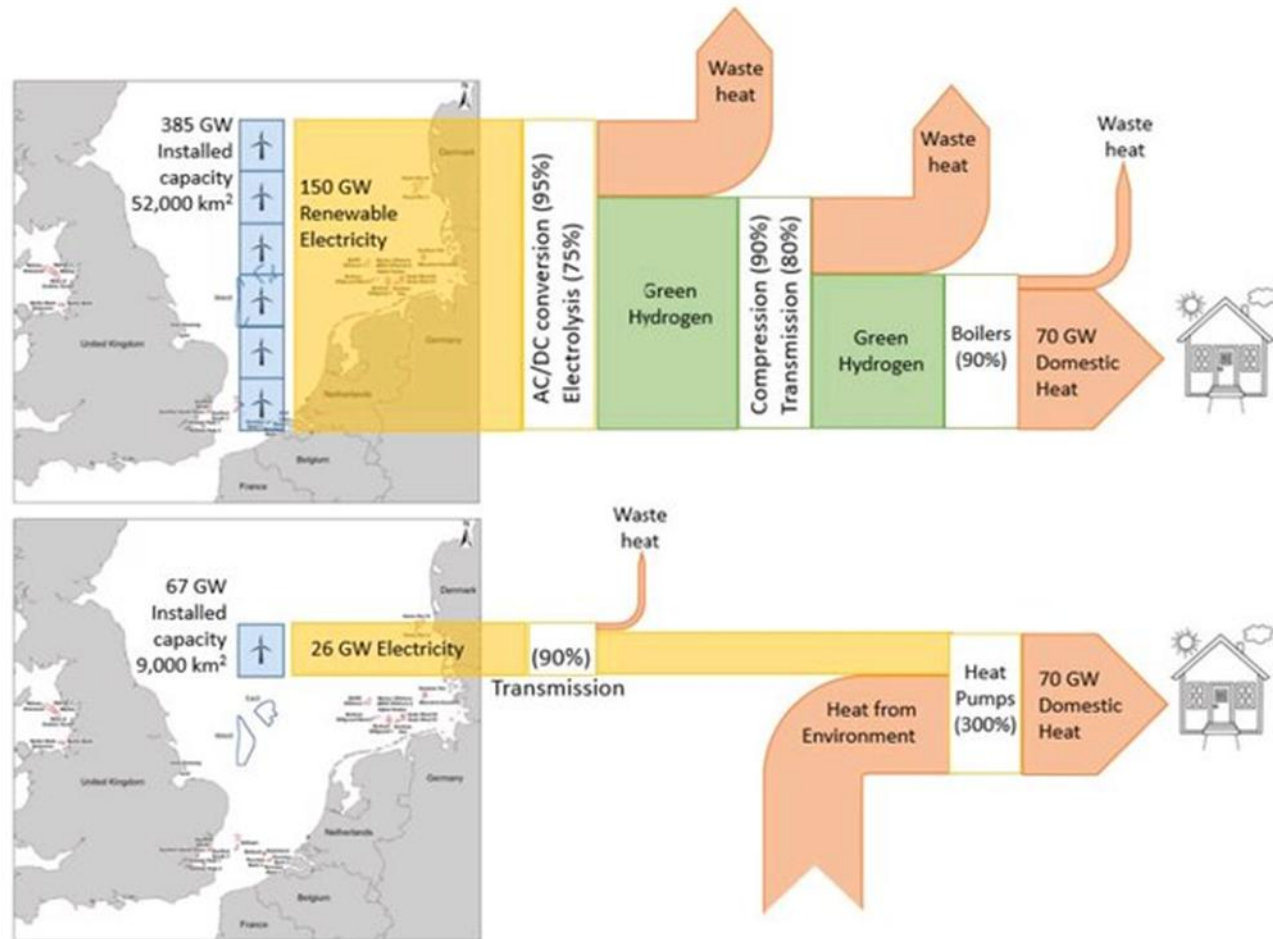 385 GW
Installed
capacity
52,000 km²
150 GW
Renewable
Electricity
AC/DC conversion (95%)
Electrolysis (75%)
Waste
heat
Green
Hydrogen
Compression (90%)
Transmission (80%)
Waste
heat
Green
Hydrogen
Boilers
(90%)
Waste
heat
70 GW
Domestic
Heat
N
Denmark
United Kingdom
Germany
Netherlands
Belgium
France
67 GW
Installed
capacity
9,000 km²
26 GW Electricity
(90%)
Transmission
Waste
heat
Heat from
Environment
Heat
Pumps
(300%)
70 GW
Domestic
Heat
N
Denmark
United Kingdom
Germany
Netherlands
Belgium
France